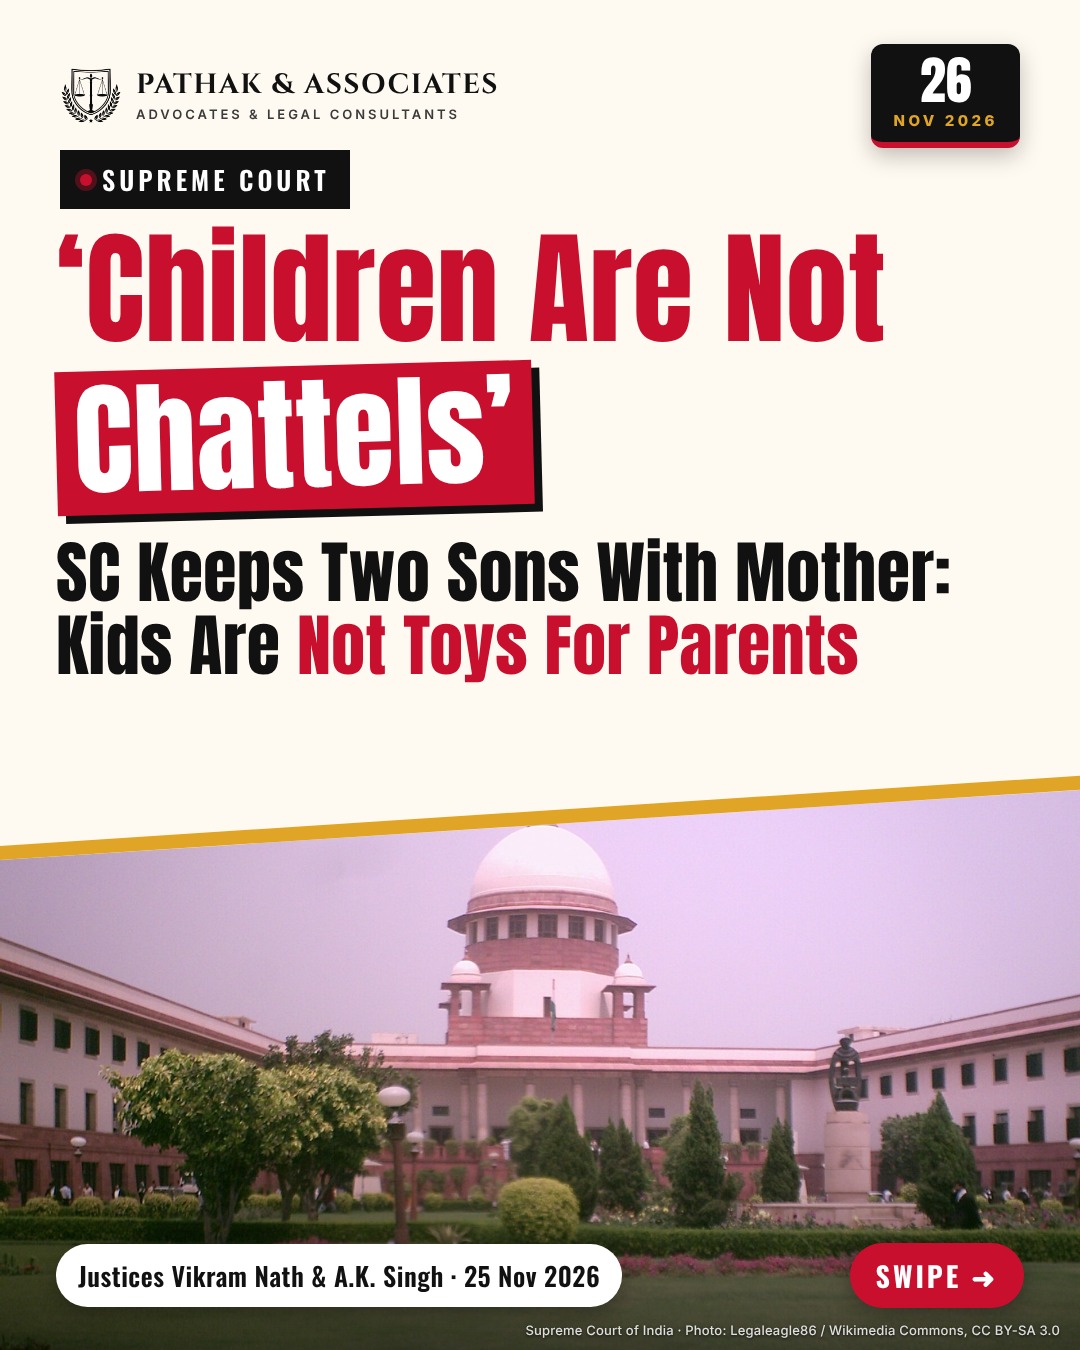 PATHAK & ASSOCIATES
ADVOCATES & LEGAL CONSULTANTS
26
NOV 2026
SUPREME COURT
‘Children Are Not
Chattels’
SC Keeps Two Sons With Mother:
Kids Are Not Toys For Parents
Justices Vikram Nath & A.K. Singh · 25 Nov 2026
SWIPE ➜
Supreme Court of India · Photo: Legaleagle86 / Wikimedia Commons, CC BY-SA 3.0